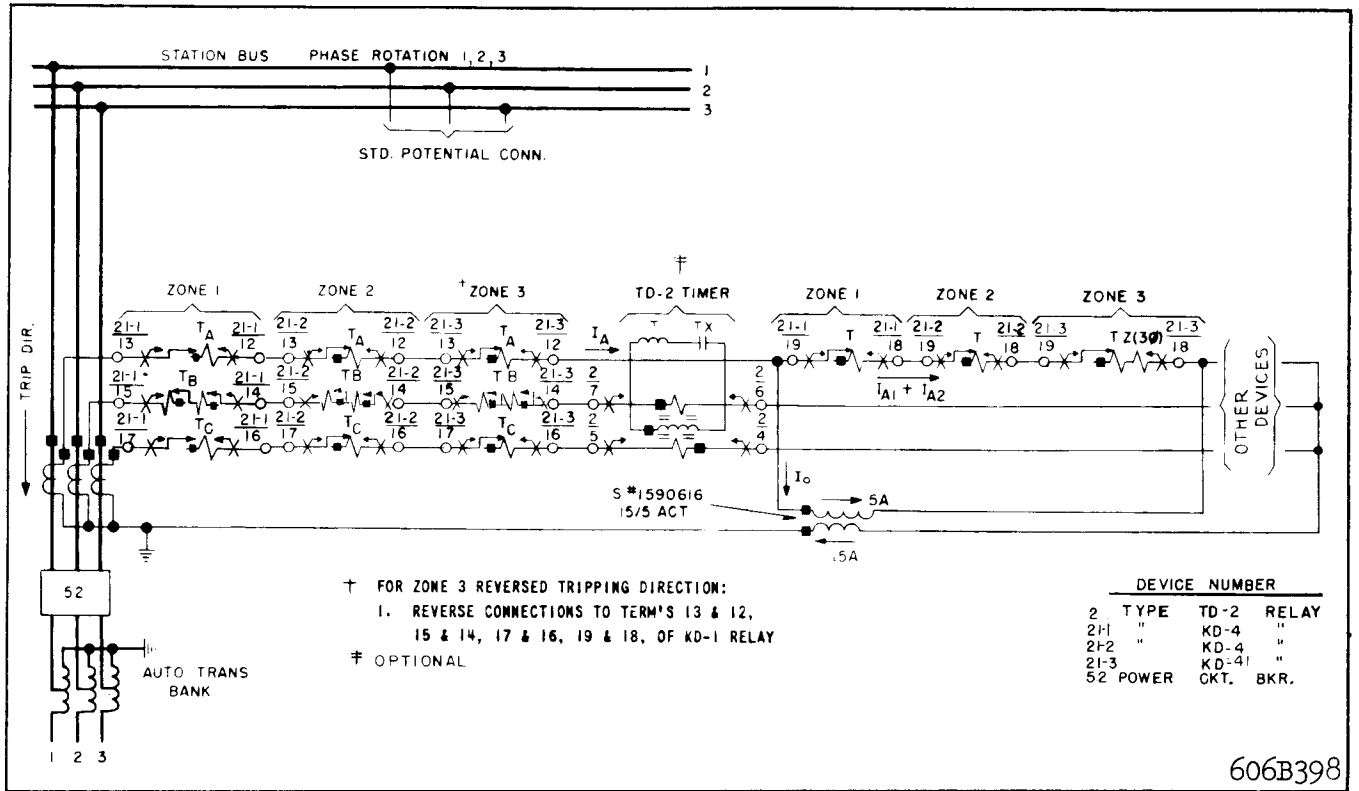 STATION BUS PHASE ROTATION 1,2,3
1
2
3
STD. POTENTIAL CONN.
TRIP DIR.
ZONE 1
ZONE 2
† ZONE 3
‡
TD-2 TIMER
ZONE 1
ZONE 2
ZONE 3
21-1 TA 21-1 21-2 TA 21-2 21-3 TA 21-3 IA T TX 21-1 T 21-1 21-2 T 21-2 21-3 TZ(3Ø) 21-3
13 12 13 12 13 12 19 18 19 18 19 18
21-1 TB 21-1 21-2 TB 21-2 21-3 TB 21-3 2 2 IA1 + IA2
15 14 15 14 15 14 7 6
21-1 TC 21-1 21-2 TC 21-2 21-3 TC 21-3 2 2
17 16 17 16 17 16 5 4
OTHER DEVICES
I0
S#1590616
15/5 ACT
5A
15A
52
AUTO TRANS
BANK
1 2 3
† FOR ZONE 3 REVERSED TRIPPING DIRECTION:
1. REVERSE CONNECTIONS TO TERM'S 13 & 12,
15 & 14, 17 & 16, 19 & 18, OF KD-1 RELAY
‡ OPTIONAL
DEVICE NUMBER
2 TYPE TD-2 RELAY
21-1 " KD-4 "
21-2 " KD-4 "
21-3 KD-41 "
52 POWER CKT. BKR.
606B398